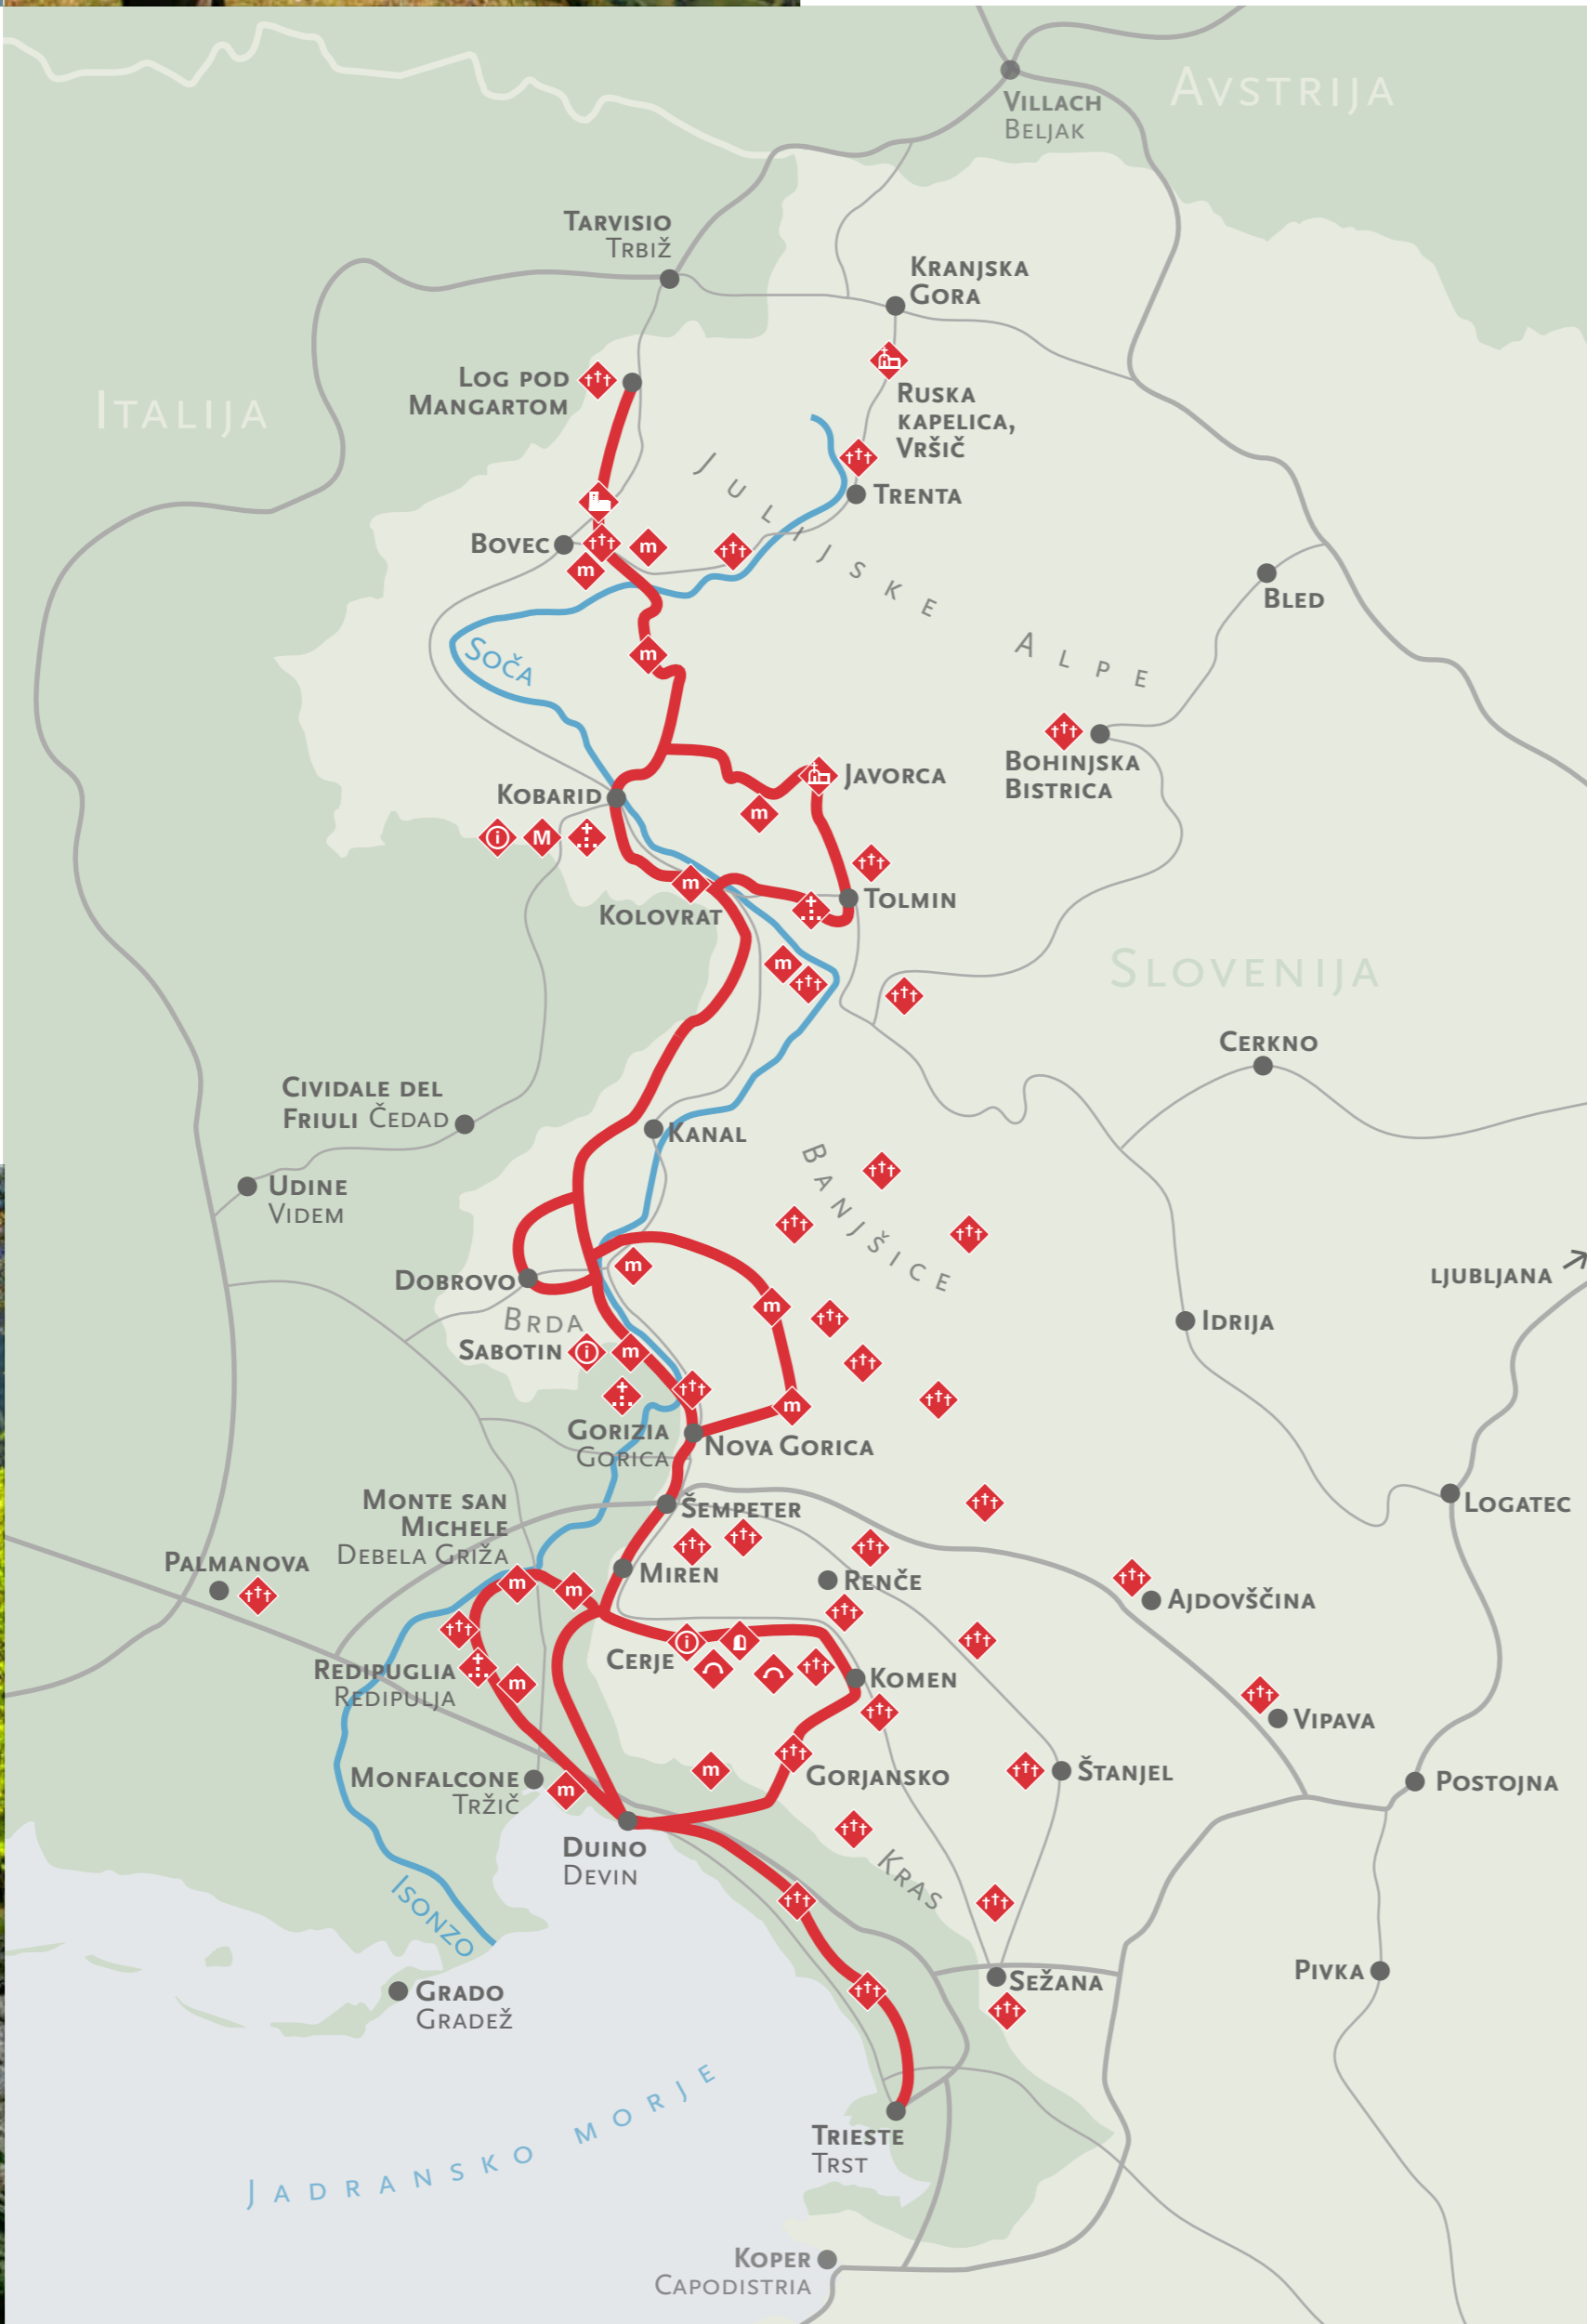 Avstrija
Villach
Beljak
Tarvisio
Trbiž
Kranjska
Gora
Italija
Log pod
Mangartom
Ruska
kapelica,
Vršič
Trenta
Julijske Alpe
Bovec
m
m
Bled
Soča
m
Bohinjska
Bistrica
Javorca
Kobarid
m
i
M
m
Tolmin
Kolovrat
Slovenija
m
Cerkno
Cividale del
Friuli Čedad
Kanal
Banjšice
Udine
Videm
m
Ljubljana
Dobrovo
m
Brda
Idrija
Sabotin
i
m
m
Gorizia
Gorica
Nova Gorica
Monte San
Michele
Debela Griža
Šempeter
Logatec
Palmanova
m
m
Miren
Renče
Ajdovščina
i
Cerje
Redipuglia
Redipulja
m
Komen
Vipava
Monfalcone
Tržič
m
m
Gorjansko
Štanjel
Postojna
Duino
Devin
Kras
Isonzo
Sežana
Pivka
Grado
Gradež
Jadransko morje
Trieste
Trst
Koper
Capodistria